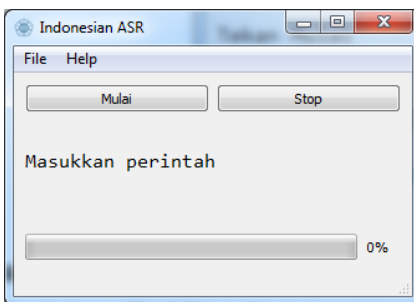 Indonesian ASR
File Help
Mulai Stop
Masukkan perintah
0%